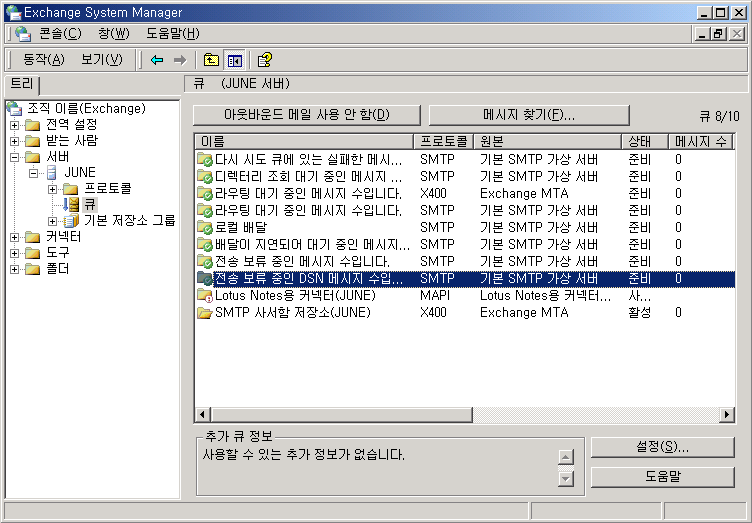 Exchange System Manager
콘솔(C) 창(W) 도움말(H)
동작(A) 보기(V)
트리
큐 (JUNE 서버)
조직 이름(Exchange)
전역 설정
받는 사람
서버
JUNE
프로토콜
큐
기본 저장소 그룹
커넥터
도구
폴더
아웃바운드 메일 사용 안 함(D) 메시지 찾기(F)... 큐 8/10
이름 프로토콜 원본 상태 메시지 수
다시 시도 큐에 있는 실패한 메시... SMTP 기본 SMTP 가상 서버 준비 0
디렉터리 조회 대기 중인 메시지 ... SMTP 기본 SMTP 가상 서버 준비 0
라우팅 대기 중인 메시지 수입니다. X400 Exchange MTA 준비 0
라우팅 대기 중인 메시지 수입니다. SMTP 기본 SMTP 가상 서버 준비 0
로컬 배달 SMTP 기본 SMTP 가상 서버 준비 0
배달이 지연되어 대기 중인 메시지... SMTP 기본 SMTP 가상 서버 준비 0
전송 보류 중인 메시지 수입니다. SMTP 기본 SMTP 가상 서버 준비 0
전송 보류 중인 DSN 메시지 수입... SMTP 기본 SMTP 가상 서버 준비 0
Lotus Notes용 커넥터(JUNE) MAPI Lotus Notes용 커넥터... 사...
SMTP 사서함 저장소(JUNE) X400 Exchange MTA 활성 0
추가 큐 정보
사용할 수 있는 추가 정보가 없습니다.
설정(S)...
도움말